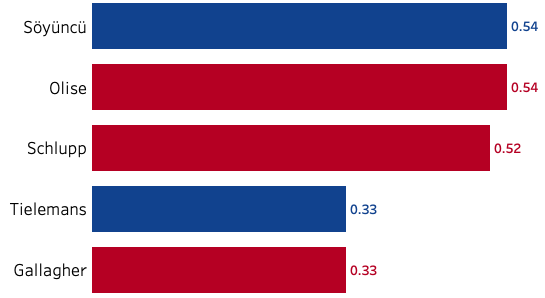 Söyüncü 0.54
Olise 0.54
Schlupp 0.52
Tielemans 0.33
Gallagher 0.33